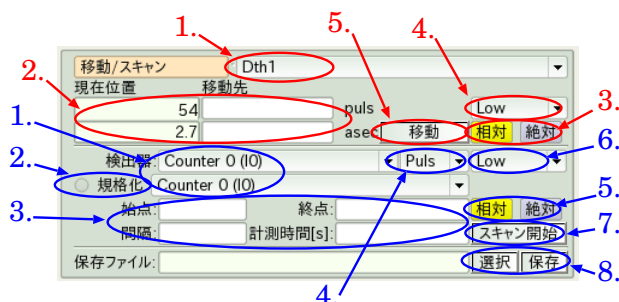 1. 5. 4.
移動/スキャン Dth1
2. 現在位置 移動先
54 puls Low 3.
1. 2.7 asec 移動 相対 絶対
検出器: Counter 0 (I0) Puls Low 6.
2. 規格化 Counter 0 (I0)
3. 始点: 終点: 相対 絶対 5.
間隔: 計測時間[s]: スキャン開始 7.
保存ファイル: 選択 保存 8.
4